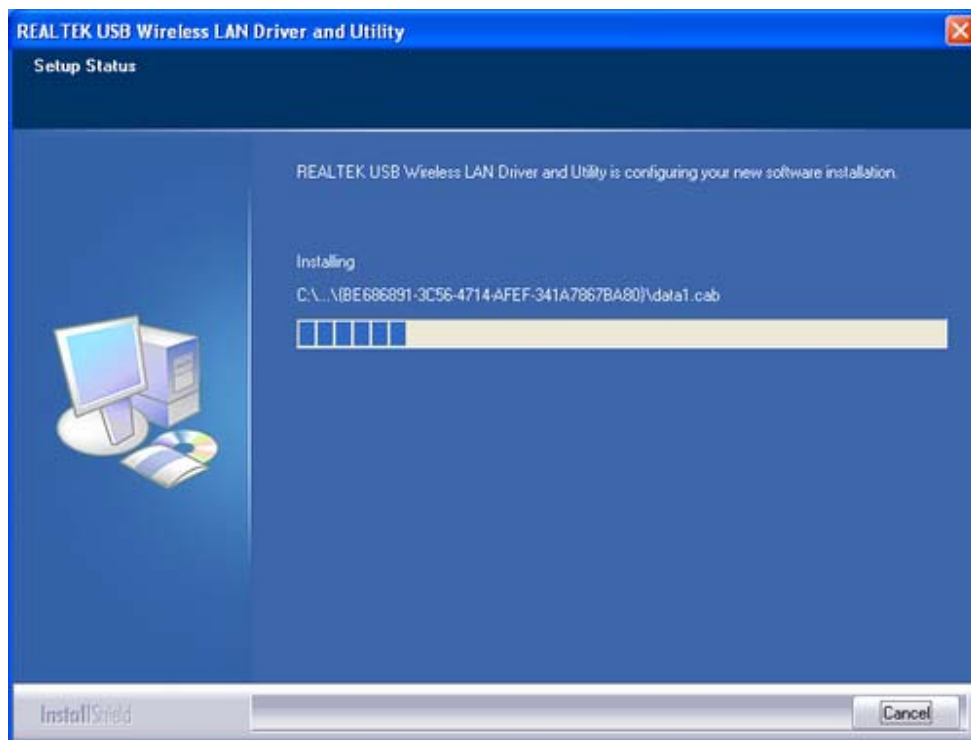 REALTEK USB Wireless LAN Driver and Utility
Setup Status
REALTEK USB Wireless LAN Driver and Utility is configuring your new software installation.
Installing
C:\...\{BE686891-3C56-4714-AFEF-341A7867BA80}\data1.cab
InstallShield
Cancel